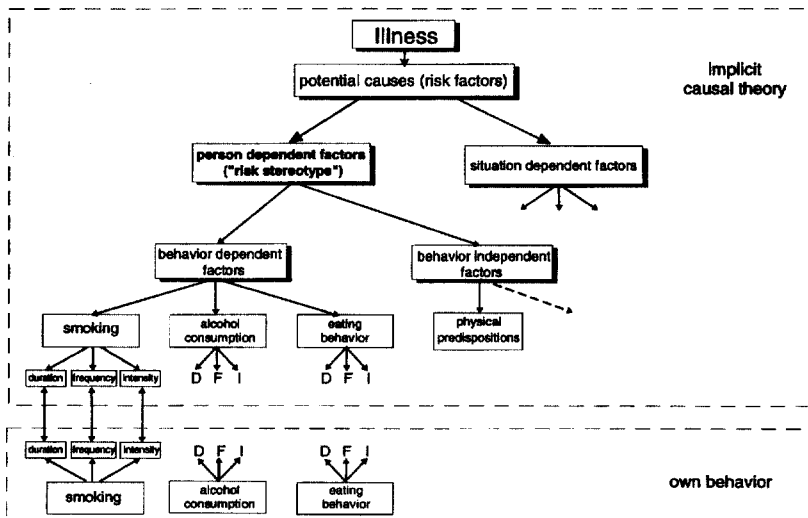 Illness
Implicit
causal theory
potential causes (risk factors)
person dependent factors
("risk stereotype")
situation dependent factors
behavior dependent
factors
behavior independent
factors
smoking
alcohol
consumption
eating
behavior
physical
predispositions
duration frequency intensity
D F I
D F I
duration frequency intensity
D F I
D F I
smoking
alcohol
consumption
eating
behavior
own behavior